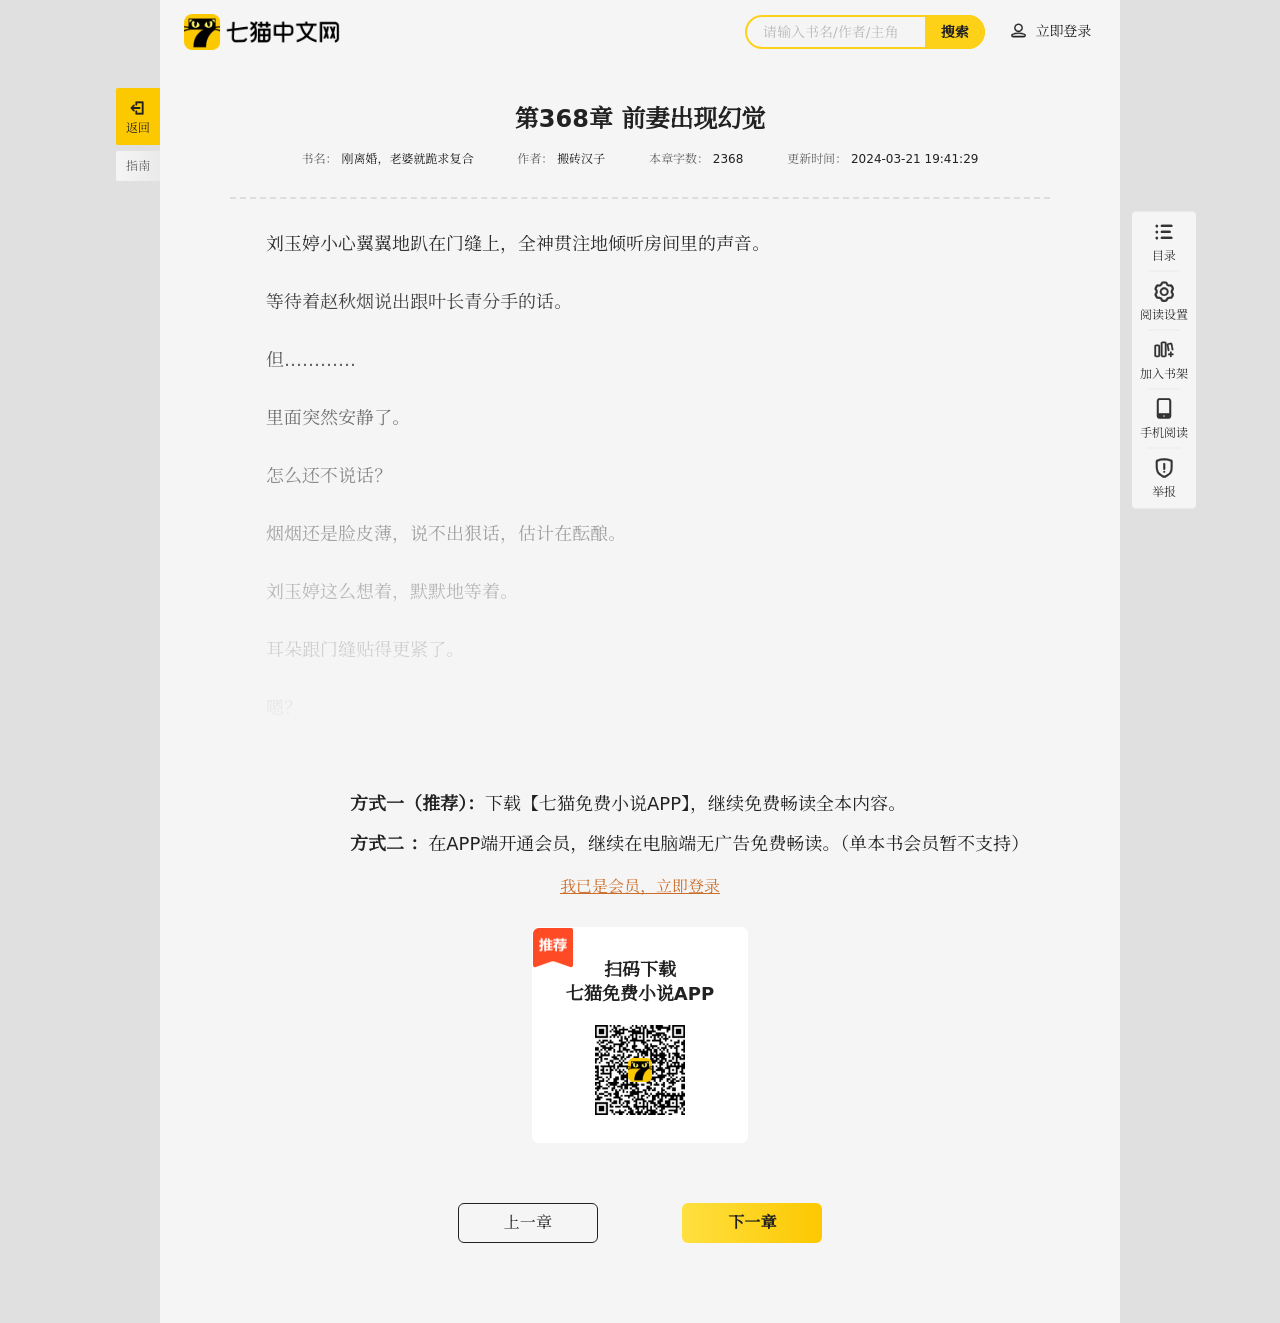 七猫中文网
请输入书名/作者/主角
搜索
立即登录
返回
指南
第368章 前妻出现幻觉
书名： 刚离婚，老婆就跪求复合 作者： 搬砖汉子 本章字数： 2368 更新时间： 2024-03-21 19:41:29
刘玉婷小心翼翼地趴在门缝上，全神贯注地倾听房间里的声音。
等待着赵秋烟说出跟叶长青分手的话。
但…………
里面突然安静了。
怎么还不说话？
烟烟还是脸皮薄，说不出狠话，估计在酝酿。
刘玉婷这么想着，默默地等着。
耳朵跟门缝贴得更紧了。
嗯？
目录
阅读设置
加入书架
手机阅读
举报
方式一（推荐）：下载【七猫免费小说APP】，继续免费畅读全本内容。
方式二 ：在APP端开通会员，继续在电脑端无广告免费畅读。（单本书会员暂不支持）
我已是会员，立即登录
推荐
扫码下载
七猫免费小说APP
上一章
下一章